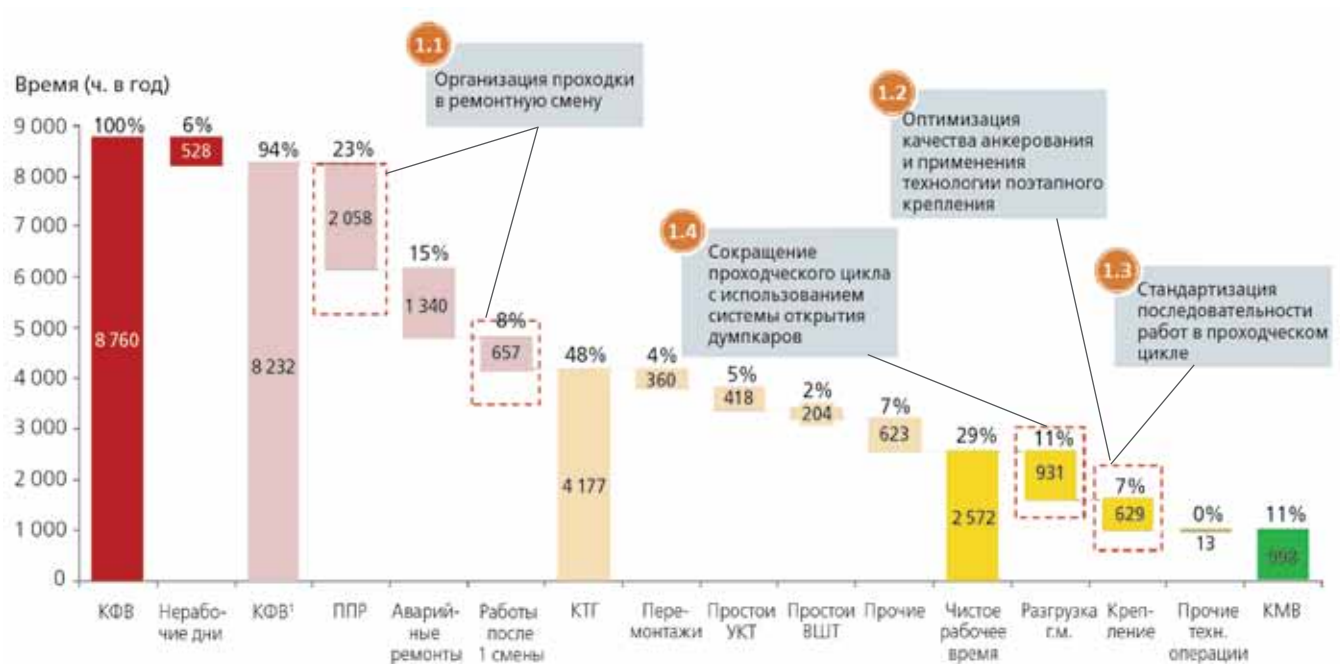 1.1
Организация проходки
в ремонтную смену
Время (ч. в год)
1.2
Оптимизация
качества анкерования
и применения
технологии поэтапного
крепления
1.4
Сокращение
проходческого цикла
с использованием
системы открытия
думпкаров
1.3
Стандартизация
последовательности
работ в проходческом
цикле
9 000
8 000
7 000
6 000
5 000
4 000
3 000
2 000
1 000
0
100%
8 760
6%
528
94%
8 232
23%
2 058
15%
1 340
8%
657
48%
4 177
4%
360
5%
418
2%
204
7%
623
29%
2 572
11%
931
7%
629
0%
13
11%
992
КФВ
Нерабо-
чие дни
КФВ¹
ППР
Аварий-
ные
ремонты
Работы
после
1 смены
КТГ
Пере-
монтажи
Простои
УКТ
Простои
ВШТ
Прочие
Чистое
рабочее
время
Разгрузка
г.м.
Креп-
ление
Прочие
техн.
операции
КМВ